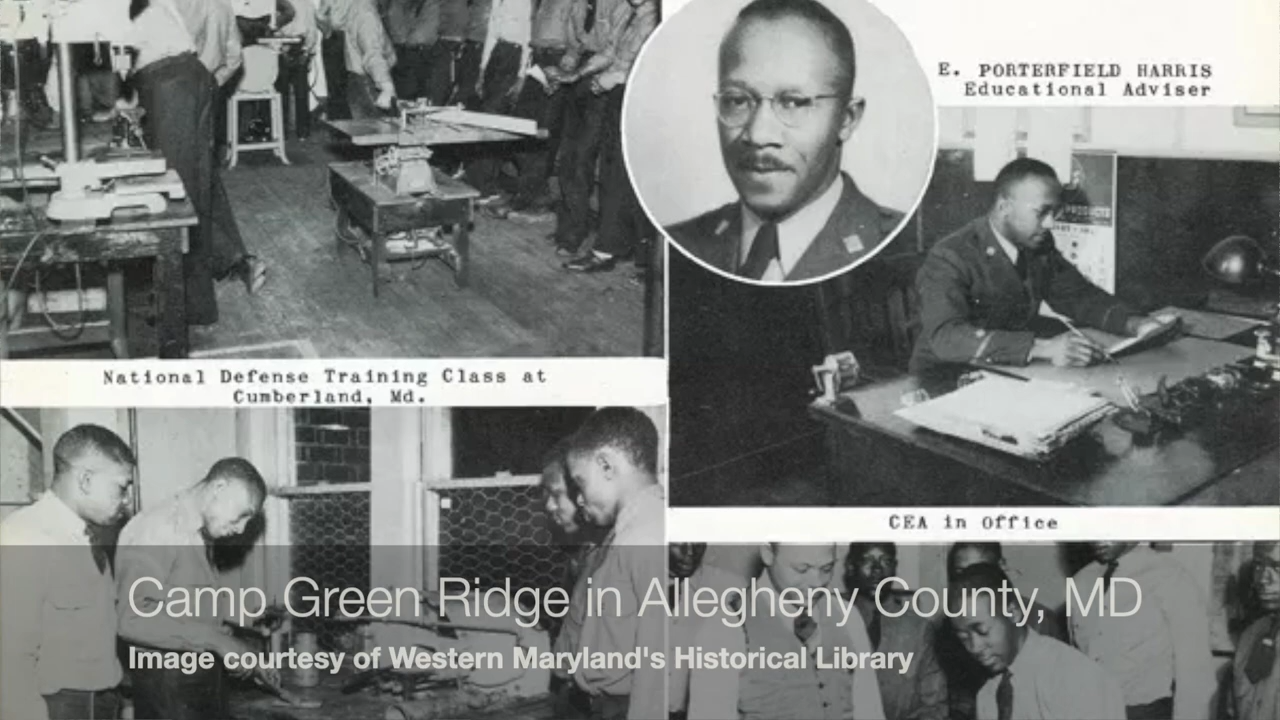 E. PORTERFIELD HARRIS
Educational Adviser
National Defense Training Class at
Cumberland, Md.
CEA in Office
Camp Green Ridge in Allegheny County, MD
Image courtesy of Western Maryland's Historical Library